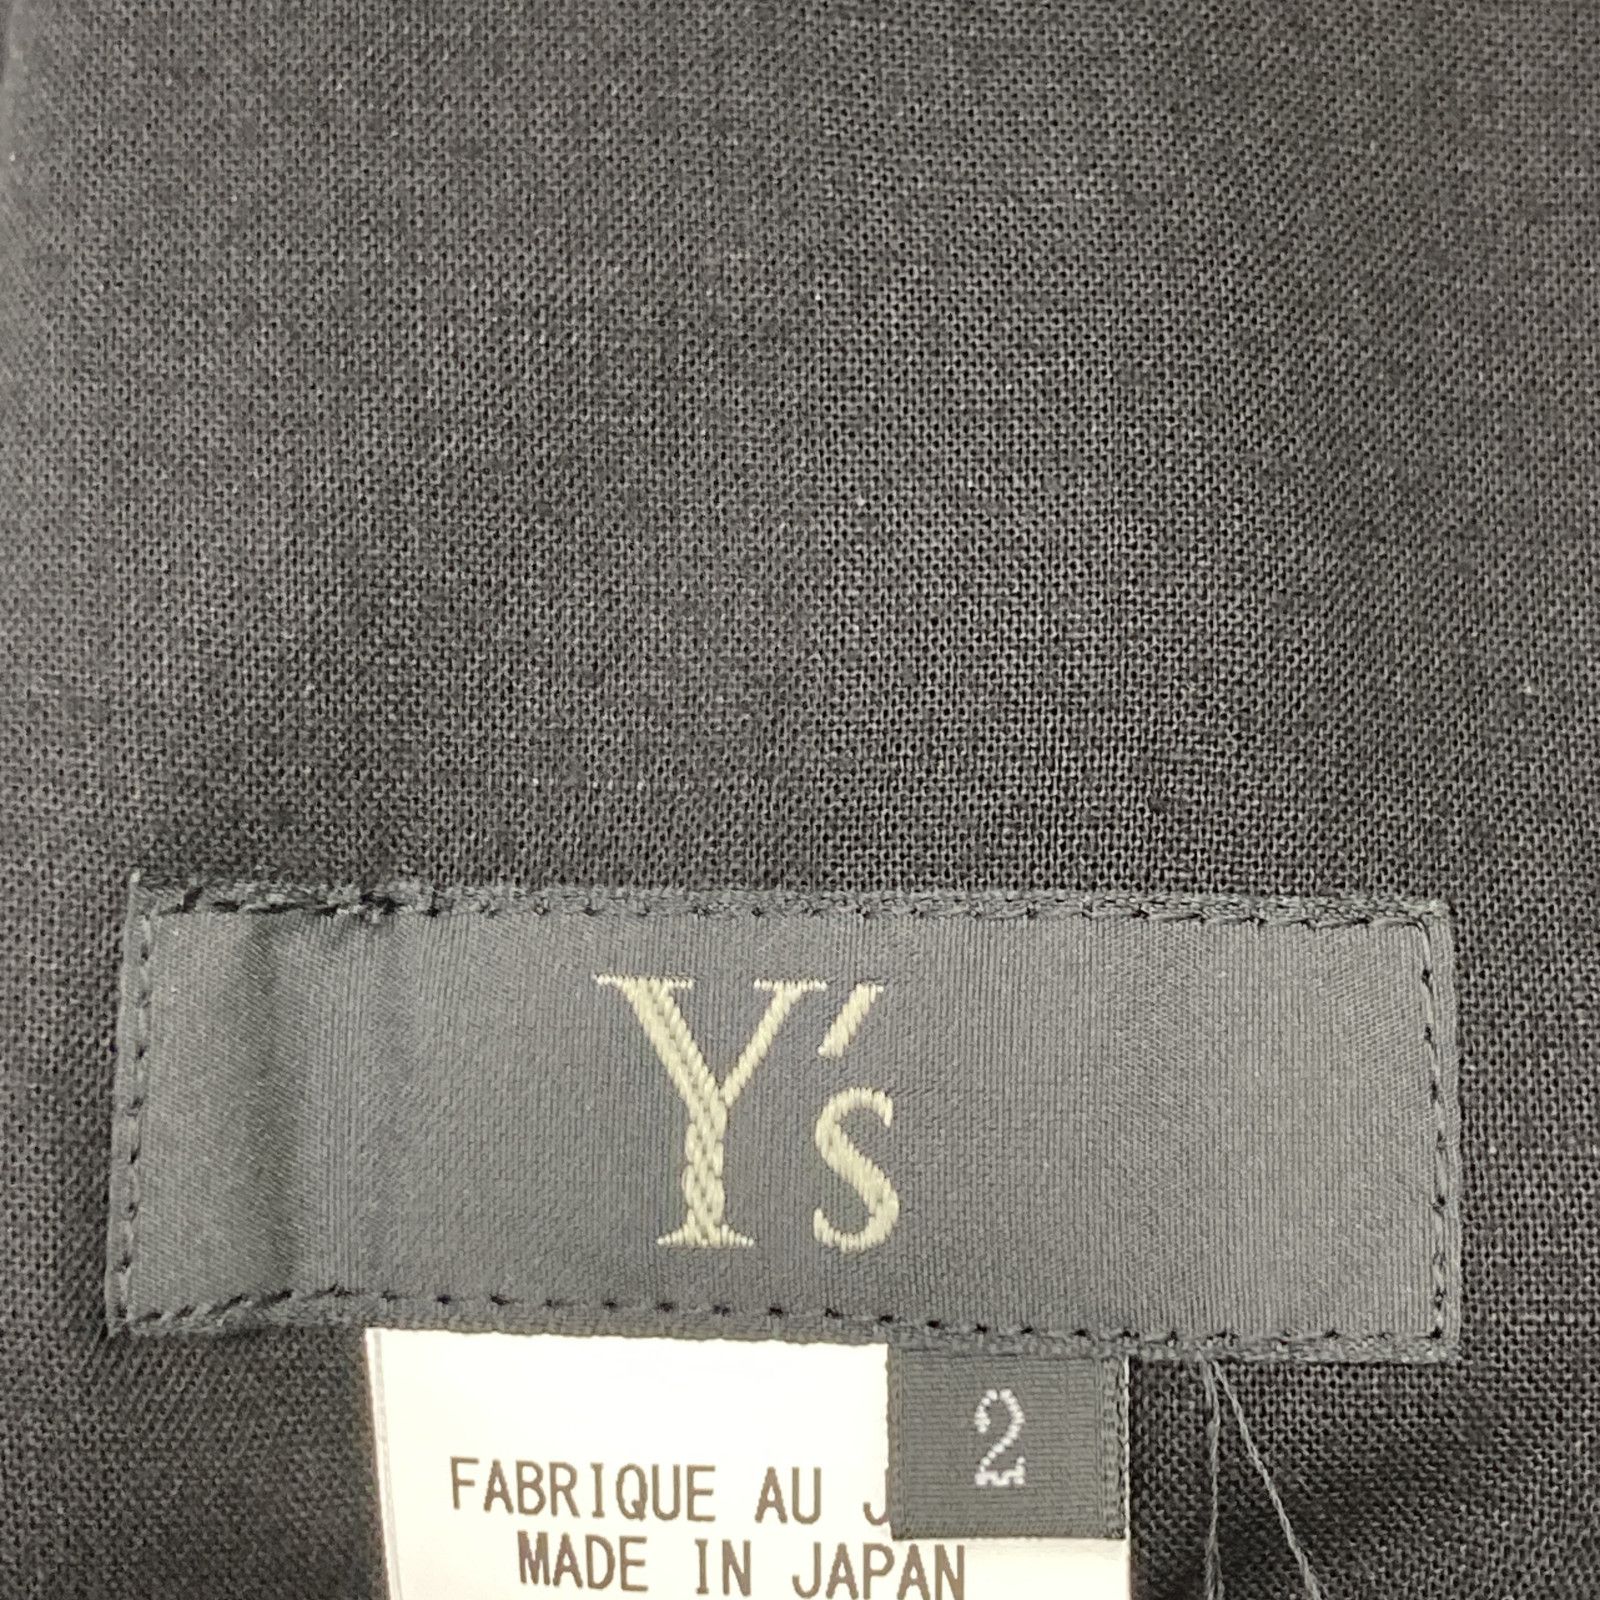 Y's
2
FABRIQUE AU J
MADE IN JAPAN